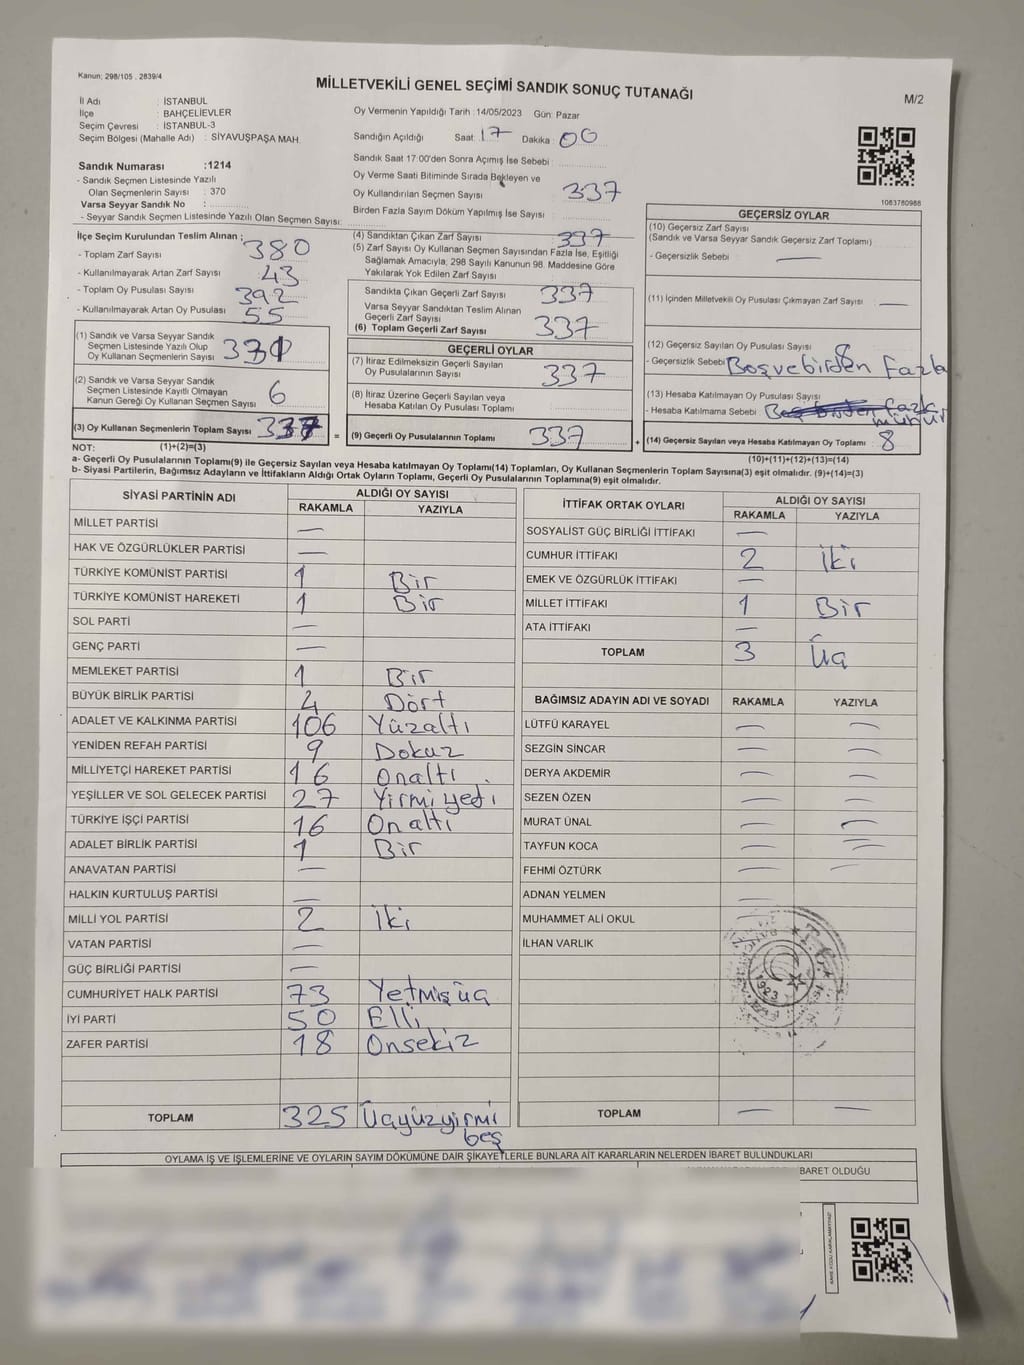 Kanun: 298/105 , 2839/4
MİLLETVEKİLİ GENEL SEÇİMİ SANDIK SONUÇ TUTANAĞI
M/2
İl Adı : İSTANBUL
İlçe : BAHÇELİEVLER
Seçim Çevresi : İSTANBUL-3
Seçim Bölgesi (Mahalle Adı) : SİYAVUŞPAŞA MAH.
Sandık Numarası :1214
- Sandık Seçmen Listesinde Yazılı
Olan Seçmenlerin Sayısı : 370
Varsa Seyyar Sandık No :
- Seyyar Sandık Seçmen Listesinde Yazılı Olan Seçmen Sayısı:
Oy Vermenin Yapıldığı Tarih : 14/05/2023 Gün: Pazar
Sandığın Açıldığı Saat: 17 Dakika: 00
Sandık Saat 17:00'den Sonra Açımış İse Sebebi :
Oy Verme Saati Bitiminde Sırada Bekleyen ve
Oy Kullandırılan Seçmen Sayısı 337
Birden Fazla Sayım Döküm Yapılmış İse Sayısı
1083780988
İlçe Seçim Kurulundan Teslim Alınan :
- Toplam Zarf Sayısı 380
- Kullanılmayarak Artan Zarf Sayısı 43
- Toplam Oy Pusulası Sayısı 392
- Kullanılmayarak Artan Oy Pusulası 55
(1) Sandık ve Varsa Seyyar Sandık
Seçmen Listesinde Yazılı Olup
Oy Kullanan Seçmenlerin Sayısı 331
(2) Sandık ve Varsa Seyyar Sandık
Seçmen Listesinde Kayıtlı Olmayan
Kanun Gereği Oy Kullanan Seçmen Sayısı 6
(3) Oy Kullanan Seçmenlerin Toplam Sayısı 337 =
(4) Sandıktan Çıkan Zarf Sayısı 337
(5) Zarf Sayısı Oy Kullanan Seçmen Sayısından Fazla İse, Eşitliği
Sağlamak Amacıyla, 298 Sayılı Kanunun 98. Maddesine Göre
Yakılarak Yok Edilen Zarf Sayısı
Sandıkta Çıkan Geçerli Zarf Sayısı 337
Varsa Seyyar Sandıktan Teslim Alınan
Geçerli Zarf Sayısı
(6) Toplam Geçerli Zarf Sayısı 337
GEÇERLİ OYLAR
(7) İtiraz Edilmeksizin Geçerli Sayılan
Oy Pusulalarının Sayısı 337
(8) İtiraz Üzerine Geçerli Sayılan veya
Hesaba Katılan Oy Pusulası Toplamı
(9) Geçerli Oy Pusulalarının Toplamı 337 +
GEÇERSİZ OYLAR
(10) Geçersiz Zarf Sayısı
(Sandık ve Varsa Seyyar Sandık Geçersiz Zarf Toplamı)
- Geçersizlik Sebebi —
(11) İçinden Milletvekili Oy Pusulası Çıkmayan Zarf Sayısı —
(12) Geçersiz Sayılan Oy Pusulası Sayısı 8
- Geçersizlik Sebebi Boş ve birden Fazla
(13) Hesaba Katılmayan Oy Pusulası Sayısı
- Hesaba Katılmama Sebebi fazla
mühür
(14) Geçersiz Sayılan veya Hesaba Katılmayan Oy Toplamı 8
NOT: (1)+(2)=(3)
(10)+(11)+(12)+(13)=(14)
a- Geçerli Oy Pusulalarının Toplamı(9) ile Geçersiz Sayılan veya Hesaba katılmayan Oy Toplamı(14) Toplamları, Oy Kullanan Seçmenlerin Toplam Sayısına(3) eşit olmalıdır. (9)+(14)=(3)
b- Siyasi Partilerin, Bağımsız Adayların ve İttifakların Aldığı Ortak Oyların Toplamı, Geçerli Oy Pusulalarının Toplamına(9) eşit olmalıdır.
SİYASİ PARTİNİN ADI ALDIĞI OY SAYISI
RAKAMLA YAZIYLA
MİLLET PARTİSİ —
HAK VE ÖZGÜRLÜKLER PARTİSİ —
TÜRKİYE KOMÜNİST PARTİSİ 1 Bir
TÜRKİYE KOMÜNİST HAREKETİ 1 Bir
SOL PARTİ —
GENÇ PARTİ —
MEMLEKET PARTİSİ 1 Bir
BÜYÜK BİRLİK PARTİSİ 4 Dört
ADALET VE KALKINMA PARTİSİ 106 Yüzaltı
YENİDEN REFAH PARTİSİ 9 Dokuz
MİLLİYETÇİ HAREKET PARTİSİ 16 Onaltı
YEŞİLLER VE SOL GELECEK PARTİSİ 27 Yirmiyedi
TÜRKİYE İŞÇİ PARTİSİ 16 Onaltı
ADALET BİRLİK PARTİSİ 1 Bir
ANAVATAN PARTİSİ —
HALKIN KURTULUŞ PARTİSİ —
MİLLİ YOL PARTİSİ 2 İki
VATAN PARTİSİ —
GÜÇ BİRLİĞİ PARTİSİ —
CUMHURİYET HALK PARTİSİ 73 Yetmişüç
İYİ PARTİ 50 Elli
ZAFER PARTİSİ 18 Onsekiz
TOPLAM 325 Üçyüzyirmi
beş
İTTİFAK ORTAK OYLARI ALDIĞI OY SAYISI
RAKAMLA YAZIYLA
SOSYALİST GÜÇ BİRLİĞİ İTTİFAKI —
CUMHUR İTTİFAKI 2 İki
EMEK VE ÖZGÜRLÜK İTTİFAKI —
MİLLET İTTİFAKI 1 Bir
ATA İTTİFAKI —
TOPLAM 3 Üç
BAĞIMSIZ ADAYIN ADI VE SOYADI RAKAMLA YAZIYLA
LÜTFÜ KARAYEL — —
SEZGİN SİNCAR — —
DERYA AKDEMİR — —
SEZEN ÖZEN — —
MURAT ÜNAL — —
TAYFUN KOCA — —
FEHMİ ÖZTÜRK — —
ADNAN YELMEN —
MUHAMMET ALİ OKUL —
İLHAN VARLIK
T.C.
1923
TOPLAM — —
OYLAMA İŞ VE İŞLEMLERİNE VE OYLARIN SAYIM DÖKÜMÜNE DAİR ŞİKAYETLERLE BUNLARA AİT KARARLARIN NELERDEN İBARET BULUNDUKLARI
BARET OLDUĞU